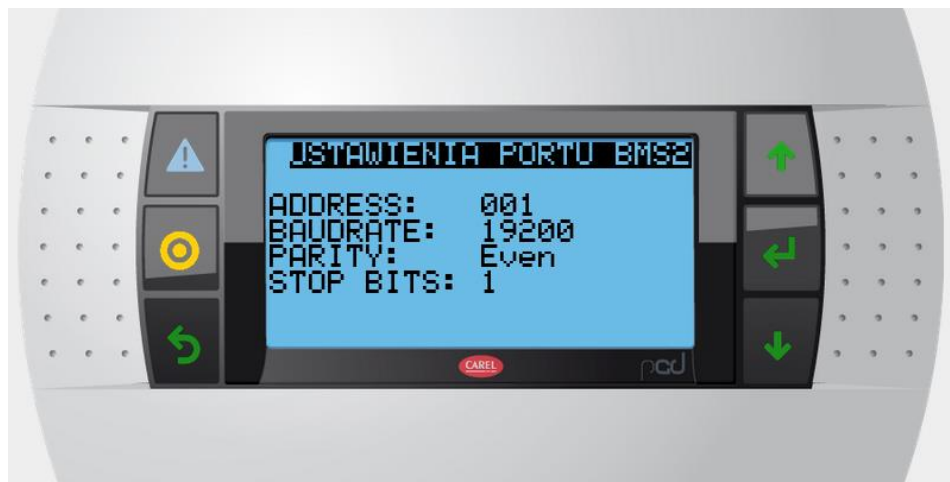 USTAWIENIA PORTU BMS2
ADDRESS: 001
BAUDRATE: 19200
PARITY: Even
STOP BITS: 1
CAREL
pGD